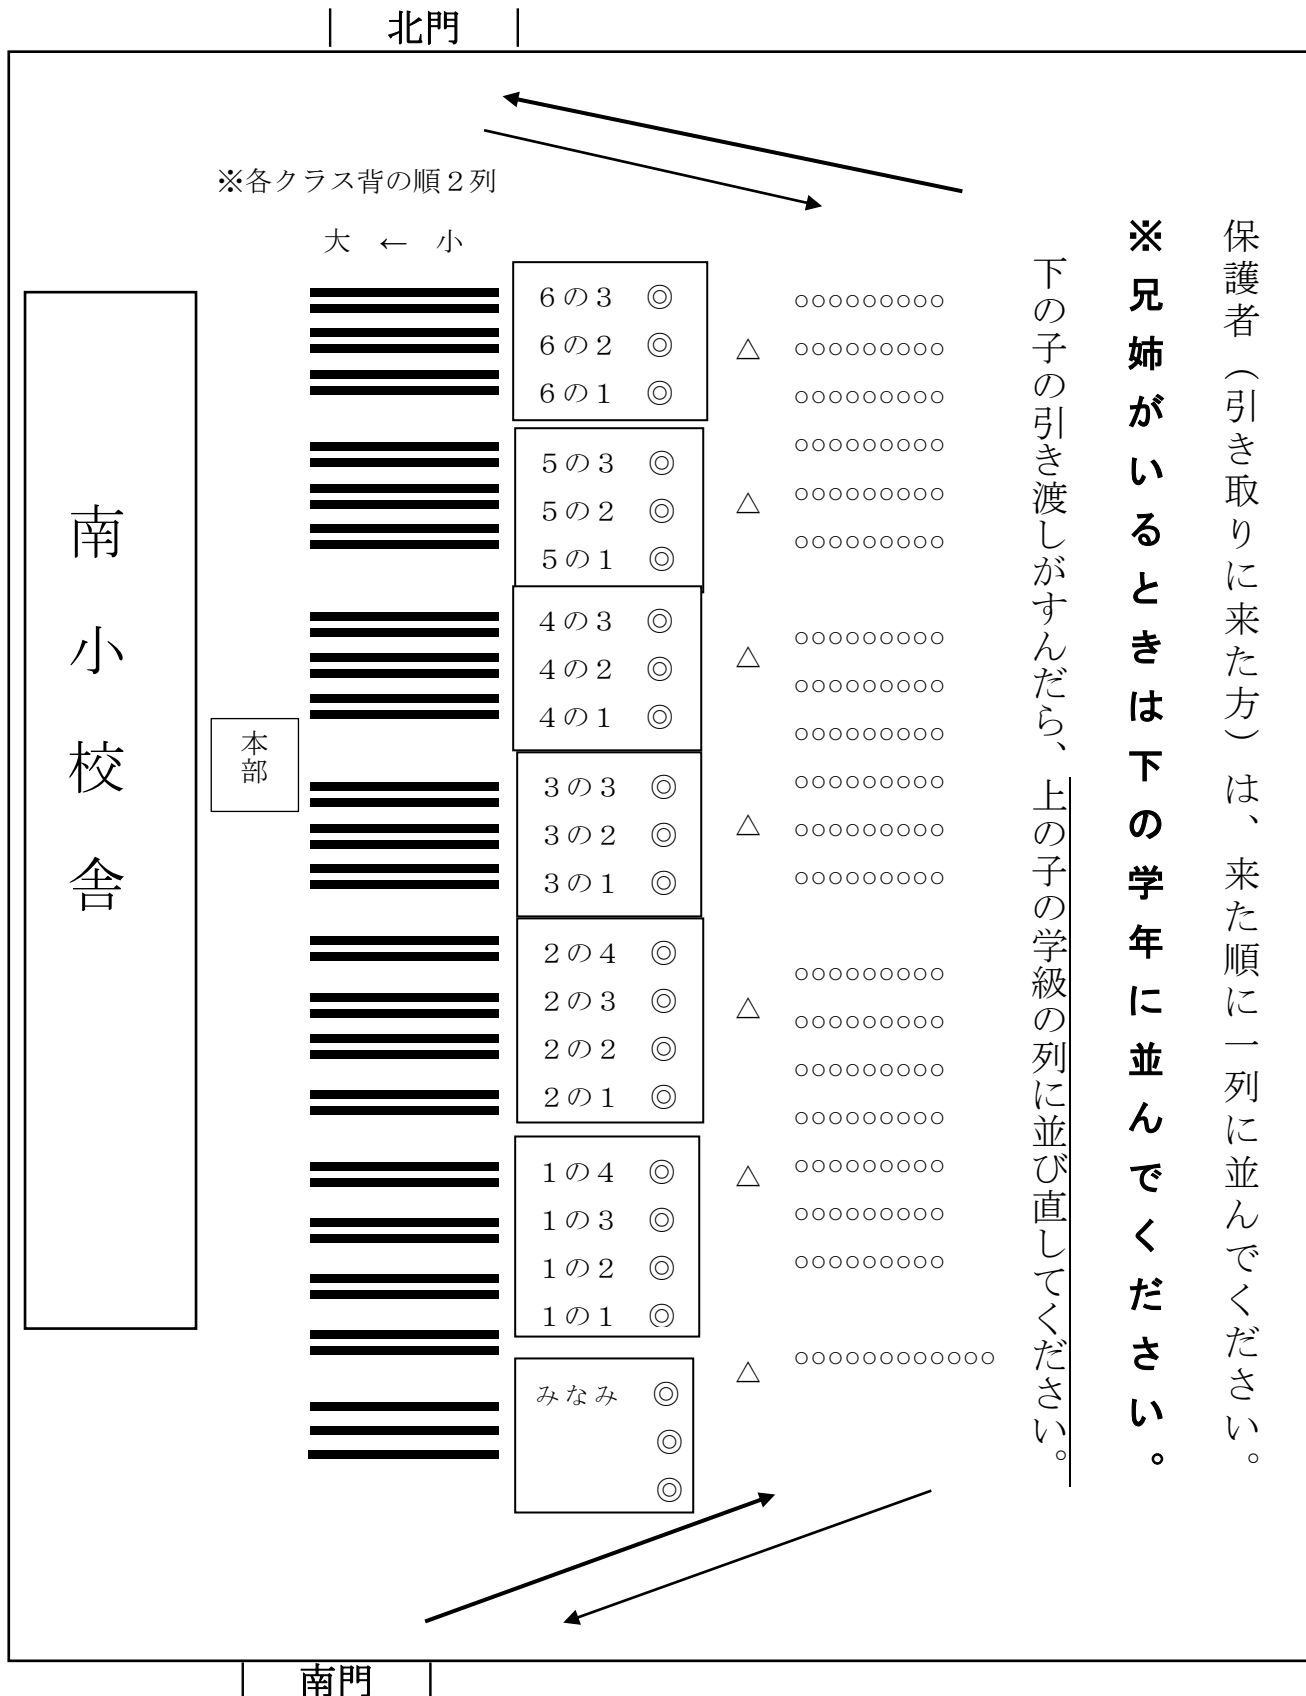 北門
※各クラス背の順２列
大　←　小
保護者（引き取りに来た方）は、来た順に一列に並んでください。
※兄姉がいるときは下の学年に並んでください。
下の子の引き渡しがすんだら、上の子の学級の列に並び直してください。
６の３　◎
６の２　◎
６の１　◎
５の３　◎
５の２　◎
５の１　◎
４の３　◎
４の２　◎
４の１　◎
３の３　◎
３の２　◎
３の１　◎
２の４　◎
２の３　◎
２の２　◎
２の１　◎
１の４　◎
１の３　◎
１の２　◎
１の１　◎
みなみ　◎
◎
◎
本部
南小校舎
南門